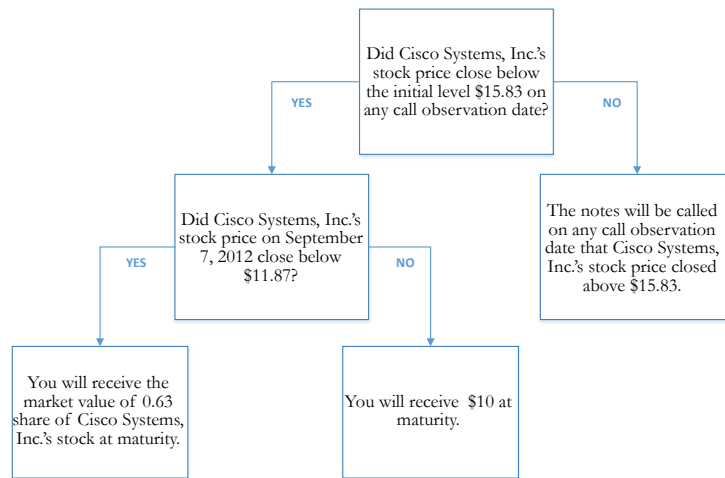 Did Cisco Systems, Inc.'s
stock price close below
the initial level $15.83 on
any call observation date?
YES
NO
Did Cisco Systems, Inc.'s
stock price on September
7, 2012 close below
$11.87?
The notes will be called
on any call observation
date that Cisco Systems,
Inc.'s stock price closed
above $15.83.
YES
NO
You will receive the
market value of 0.63
share of Cisco Systems,
Inc.'s stock at maturity.
You will receive $10 at
maturity.